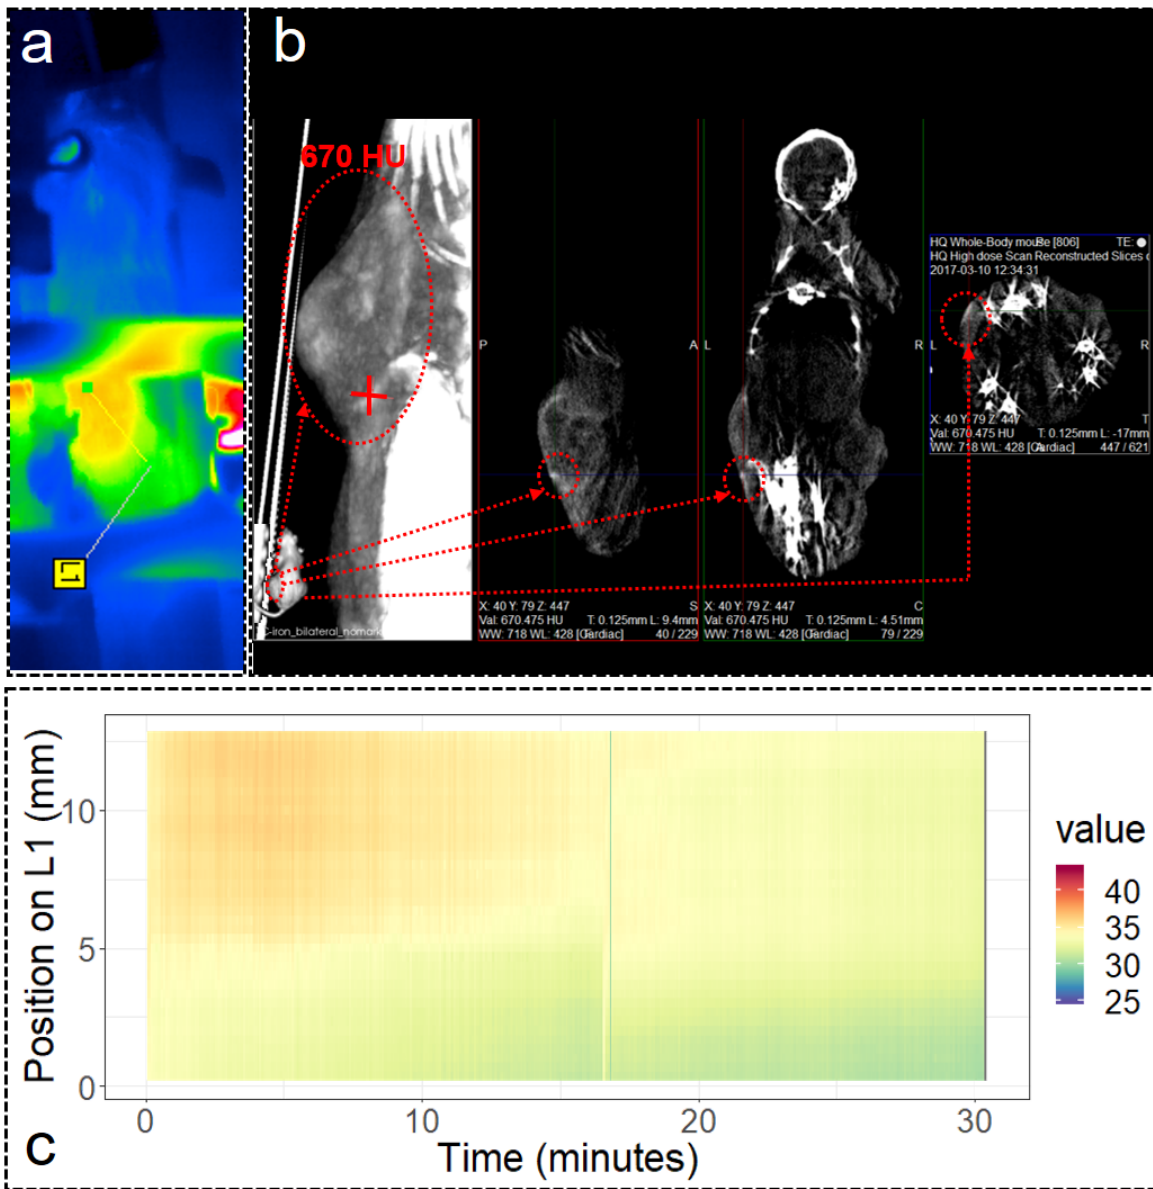 a
b
L1
670 HU
C-iron_bilateral_nomark
P
A
X: 40 Y: 79 Z: 447
S
Val: 670.475 HU
T: 0.125mm L: 9.4mm
WW: 718 WL: 428
40 / 229
L
R
X: 40 Y: 79 Z: 447
C
Val: 670.475 HU
T: 0.125mm L: 4.51mm
WW: 718 WL: 428
79 / 229
HQ Whole-Body [806]
TE:
HQ High dose Scan Reconstructed Slices
2017-03-10 12:34:31
L
R
X: 40 Y: 79 Z: 447
T
Val: 670.475 HU
T: 0.125mm L: -17mm
WW: 718 WL: 428
447 / 621
Position on L1 (mm)
10
5
0
0
10
20
30
Time (minutes)
value
40
35
30
25
c